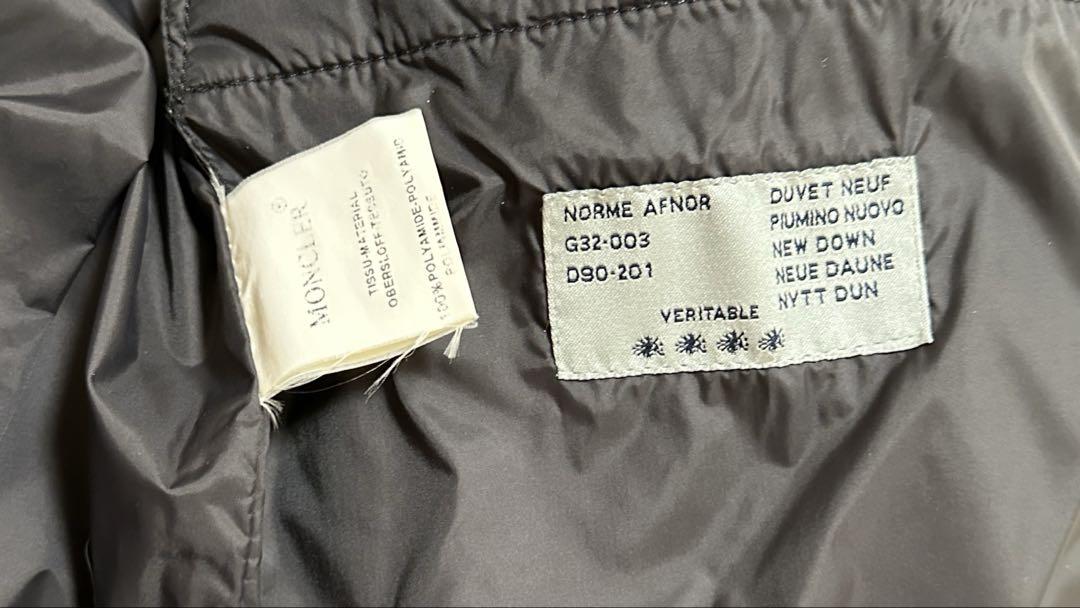 MONCLER®
TISSU-MATERIAL
OBERSLOFF-TESSUTO
100% POLYAMIDE-POLYAMID
NORME AFNOR
G32-003
D90-201
DUVET NEUF
PIUMINO NUOVO
NEW DOWN
NEUE DAUNE
NYTT DUN
VERITABLE